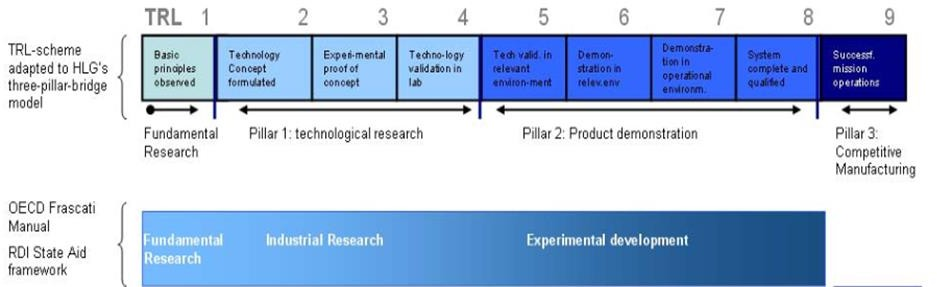 TRL 1 2 3 4 5 6 7 8 9
TRL-scheme
adapted to HLG's
three-pillar-bridge
model
Basic
principles
observed
Technology
Concept
formulated
Experi-mental
proof of
concept
Techno-logy
validation in
lab
Tech valid. in
relevant
environ-ment
Demon-
stration in
relev.env
Demonstra-
tion in
operational
environm.
System
complete and
qualified
Successf.
mission
operations
Fundamental
Research
Pillar 1: technological research
Pillar 2: Product demonstration
Pillar 3:
Competitive
Manufacturing
OECD Frascati
Manual
RDI State Aid
framework
Fundamental
Research
Industrial Research
Experimental development